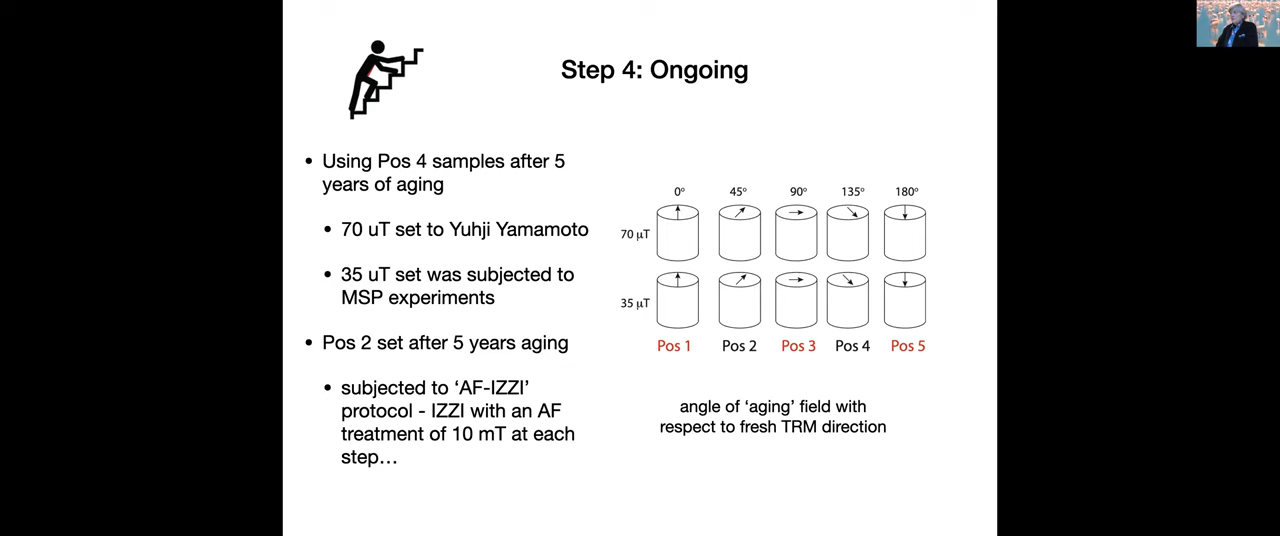 Step 4: Ongoing
• Using Pos 4 samples after 5
years of aging
• 70 uT set to Yuhji Yamamoto
• 35 uT set was subjected to
MSP experiments
• Pos 2 set after 5 years aging
• subjected to ‘AF-IZZI’
protocol - IZZI with an AF
treatment of 10 mT at each
step…
0° 45° 90° 135° 180°
70 μT
35 μT
Pos 1 Pos 2 Pos 3 Pos 4 Pos 5
angle of ‘aging’ field with
respect to fresh TRM direction